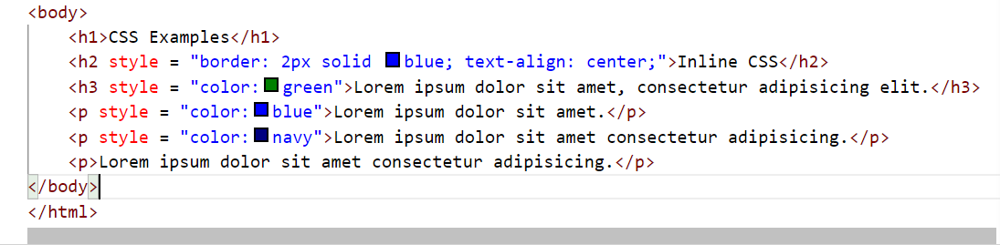 <body>
<h1>CSS Examples</h1>
<h2 style = "border: 2px solid blue; text-align: center;">Inline CSS</h2>
<h3 style = "color:green">Lorem ipsum dolor sit amet, consectetur adipisicing elit.</h3>
<p style = "color:blue">Lorem ipsum dolor sit amet.</p>
<p style = "color:navy">Lorem ipsum dolor sit amet consectetur adipisicing.</p>
<p>Lorem ipsum dolor sit amet consectetur adipisicing.</p>
</body>
</html>